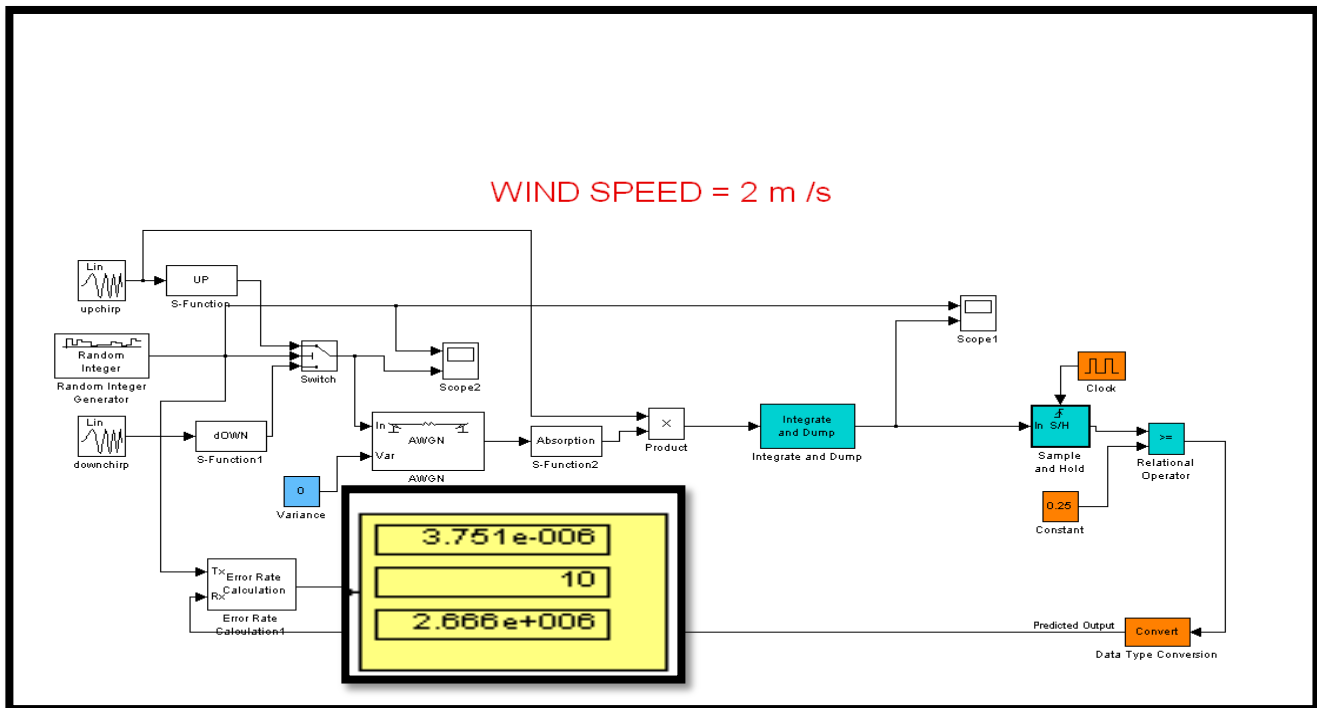 WIND SPEED = 2 m /s
Lin
upchirp
UP
S-Function
Random
Integer
Random Integer
Generator
Lin
downchirp
dOWN
S-Function1
Switch
Scope2
In
AWGN
Var
AWGN
0
Variance
Absorption
S-Function2
×
Product
Integrate
and Dump
Integrate and Dump
Scope1
Clock
In S/H
Sample
and Hold
>=
Relational
Operator
0.25
Constant
Tx
Error Rate
Calculation
Rx
Error Rate
Calculation1
3.751e-006
10
2.666e+006
Predicted Output
Convert
Data Type Conversion